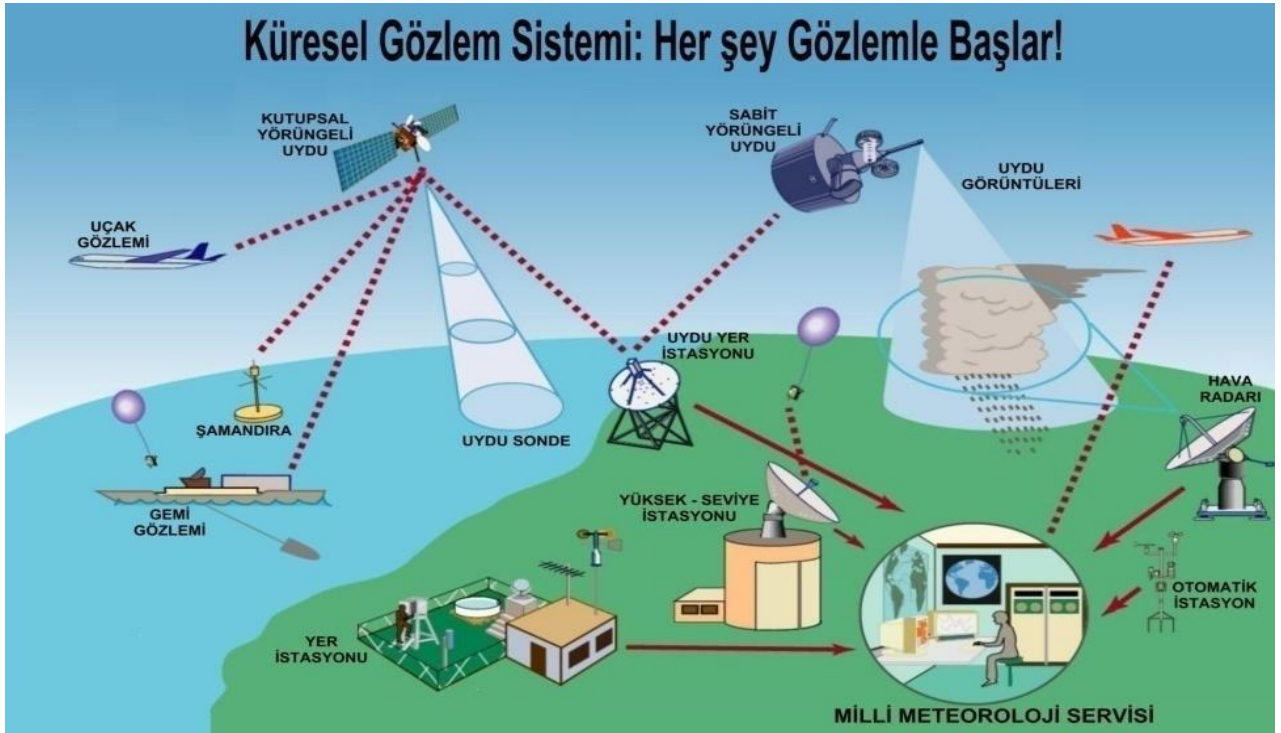 Küresel Gözlem Sistemi: Her şey Gözlemle Başlar!
KUTUPSAL
YÖRÜNGELİ
UYDU
SABİT
YÖRÜNGELİ
UYDU
UYDU
GÖRÜNTÜLERİ
UÇAK
GÖZLEMİ
UYDU YER
İSTASYONU
HAVA
RADARI
ŞAMANDIRA
UYDU SONDE
GEMİ
GÖZLEMİ
YÜKSEK - SEVİYE
İSTASYONU
OTOMATİK
İSTASYON
YER
İSTASYONU
MİLLİ METEOROLOJİ SERVİSİ